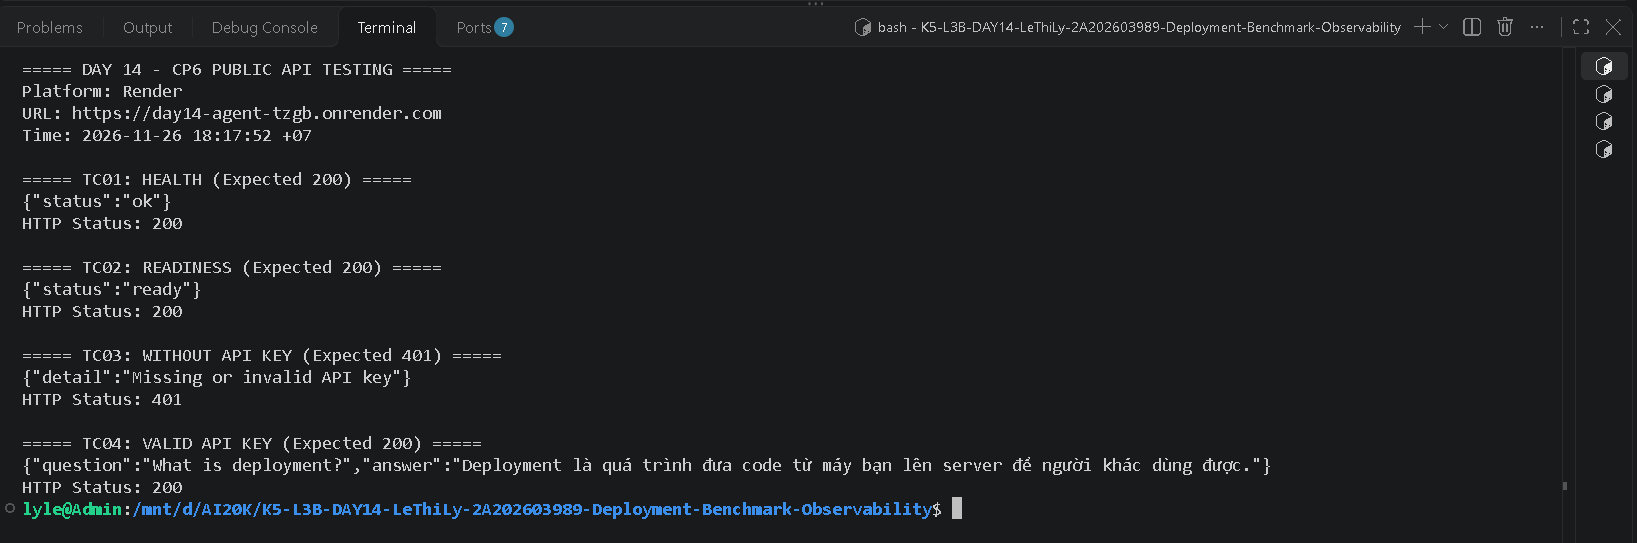 Problems Output Debug Console Terminal Ports 7 bash - K5-L3B-DAY14-LeThiLy-2A202603989-Deployment-Benchmark-Observability
===== DAY 14 - CP6 PUBLIC API TESTING =====
Platform: Render
URL: https://day14-agent-tzgb.onrender.com
Time: 2026-11-26 18:17:52 +07
===== TC01: HEALTH (Expected 200) =====
{"status":"ok"}
HTTP Status: 200
===== TC02: READINESS (Expected 200) =====
{"status":"ready"}
HTTP Status: 200
===== TC03: WITHOUT API KEY (Expected 401) =====
{"detail":"Missing or invalid API key"}
HTTP Status: 401
===== TC04: VALID API KEY (Expected 200) =====
{"question":"What is deployment?","answer":"Deployment là quá trình đưa code từ máy bạn lên server để người khác dùng được."}
HTTP Status: 200
lyle@Admin:/mnt/d/AI20K/K5-L3B-DAY14-LeThiLy-2A202603989-Deployment-Benchmark-Observability$